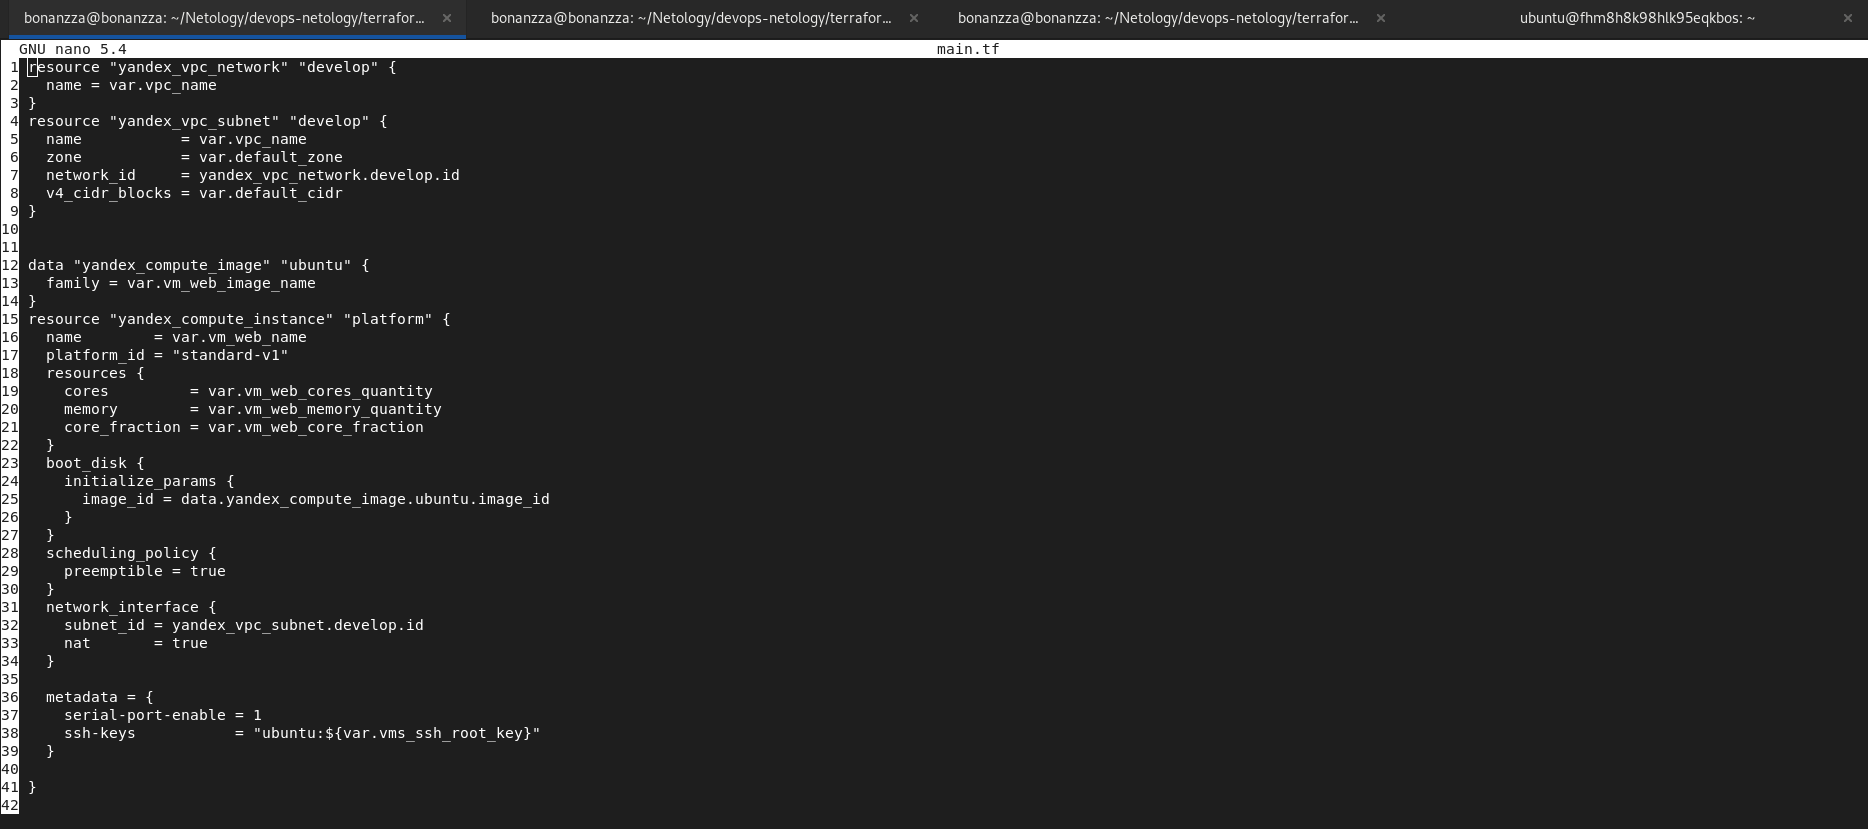 bonanzza@bonanzza: ~/Netology/devops-netology/terrafor... × bonanzza@bonanzza: ~/Netology/devops-netology/terrafor... × bonanzza@bonanzza: ~/Netology/devops-netology/terrafor... × ubuntu@fhm8h8k98hlk95eqkbos: ~ ×
GNU nano 5.4 main.tf
1 resource "yandex_vpc_network" "develop" {
2   name = var.vpc_name
3 }
4 resource "yandex_vpc_subnet" "develop" {
5   name           = var.vpc_name
6   zone           = var.default_zone
7   network_id     = yandex_vpc_network.develop.id
8   v4_cidr_blocks = var.default_cidr
9 }
10
11
12 data "yandex_compute_image" "ubuntu" {
13   family = var.vm_web_image_name
14 }
15 resource "yandex_compute_instance" "platform" {
16   name        = var.vm_web_name
17   platform_id = "standard-v1"
18   resources {
19     cores         = var.vm_web_cores_quantity
20     memory        = var.vm_web_memory_quantity
21     core_fraction = var.vm_web_core_fraction
22   }
23   boot_disk {
24     initialize_params {
25       image_id = data.yandex_compute_image.ubuntu.image_id
26     }
27   }
28   scheduling_policy {
29     preemptible = true
30   }
31   network_interface {
32     subnet_id = yandex_vpc_subnet.develop.id
33     nat       = true
34   }
35
36   metadata = {
37     serial-port-enable = 1
38     ssh-keys           = "ubuntu:${var.vms_ssh_root_key}"
39   }
40
41 }
42